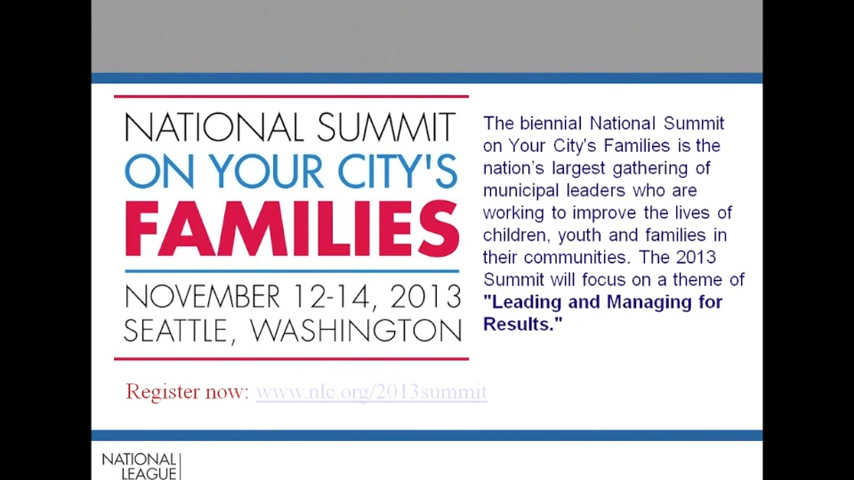 NATIONAL SUMMIT
ON YOUR CITY'S
FAMILIES
NOVEMBER 12-14, 2013
SEATTLE, WASHINGTON
The biennial National Summit
on Your City's Families is the
nation's largest gathering of
municipal leaders who are
working to improve the lives of
children, youth and families in
their communities. The 2013
Summit will focus on a theme of
"Leading and Managing for
Results."
Register now: www.nlc.org/2013summit
NATIONAL
LEAGUE